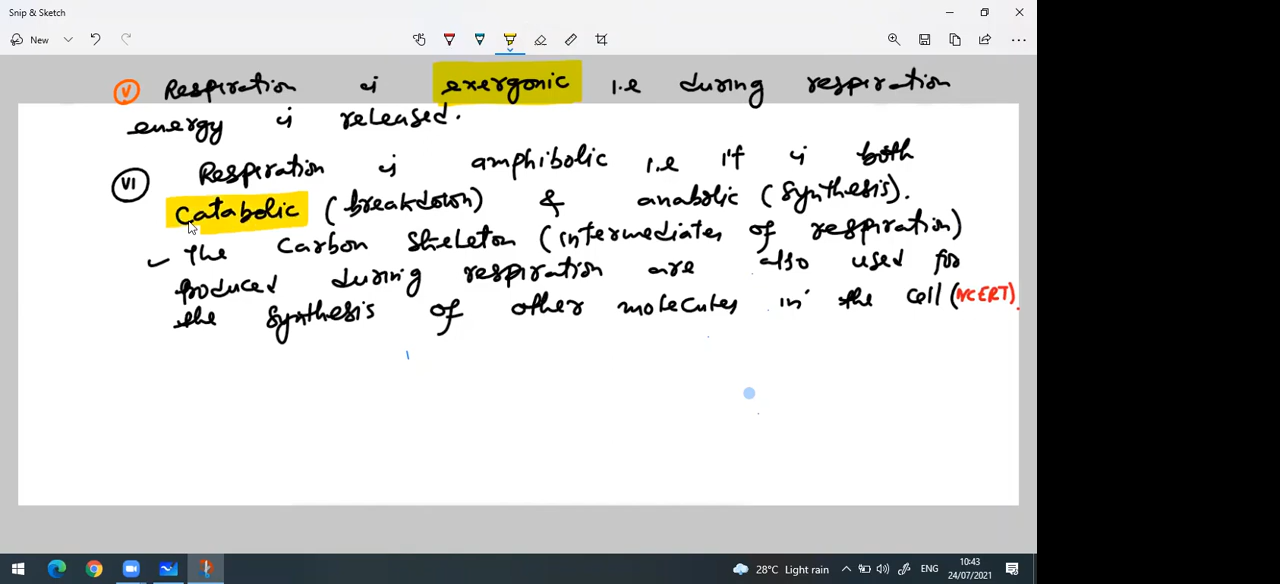 Snip & Sketch
New
V Respiration is exergonic i.e during respiration
energy is released.
VI Respiration is amphibolic i.e it is both
Catabolic (breakdown) & anabolic (synthesis).
The Carbon Skeleton (intermediates of respiration)
produced during respiration are also used for
the synthesis of other molecules in the cell (NCERT).
28°C Light rain
ENG
10:43
24/07/2021